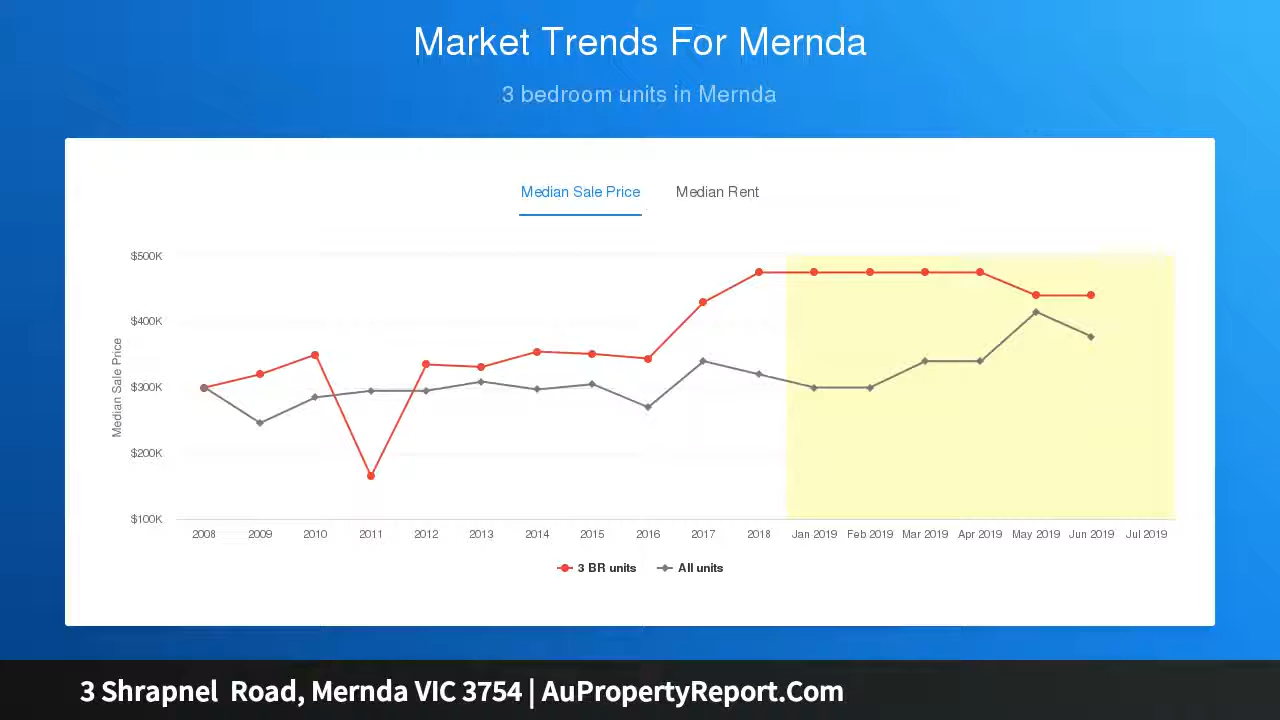 Market Trends For Mernda
3 bedroom units in Mernda
Median Sale Price Median Rent
$500K
$400K
$300K
$200K
$100K
Median Sale Price
2008 2009 2010 2011 2012 2013 2014 2015 2016 2017 2018 Jan 2019 Feb 2019 Mar 2019 Apr 2019 May 2019 Jun 2019 Jul 2019
3 BR units All units
3 Shrapnel  Road, Mernda VIC 3754 | AuPropertyReport.Com